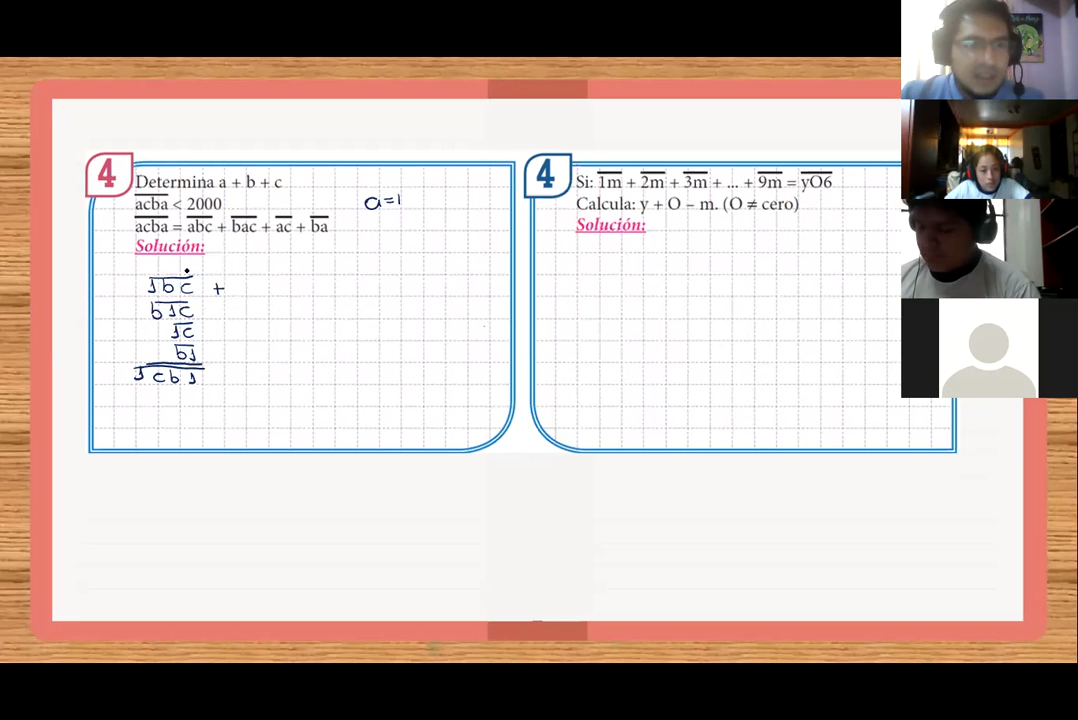 4
Determina a + b + c
acba < 2000
acba = abc + bac + ac + ba
Solución:
a=1
1bc +
b1c
1c
b1
1cb1
4
Si: 1m + 2m + 3m + ... + 9m = yO6
Calcula: y + O – m. (O ≠ cero)
Solución: